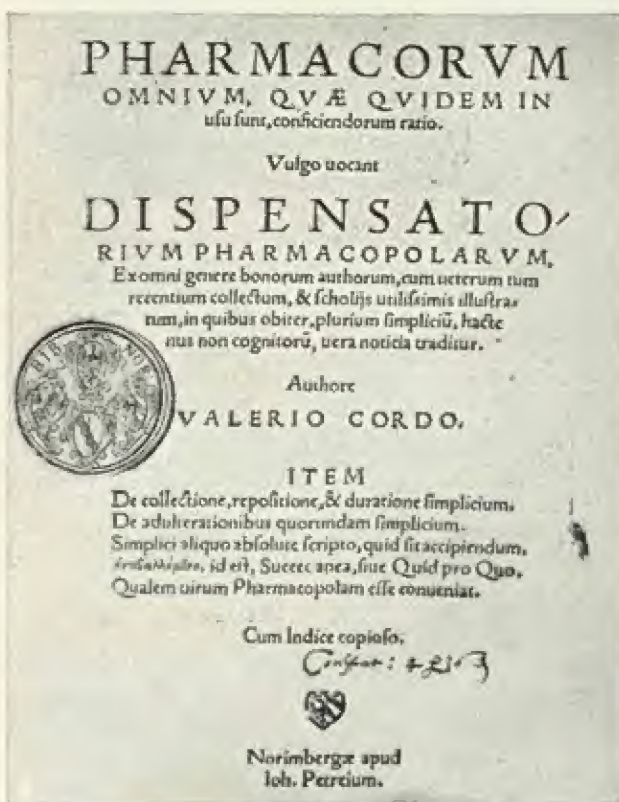 PHARMACORVM
OMNIVM, QVÆ QVIDEM IN
uſu ſunt, conficiendorum ratio.
Vulgo uocant
DISPENSATO-
RIVM PHARMACOPOLARVM,
Ex omni genere bonorum authorum, cum ueterum tum
recentium collectum, & ſcholijs utiliſsimis illuſtra-
tum, in quibus obiter, plurium ſimpliciũ, hacte
nus non cognitorũ, uera noticia traditur.
BIB NOR
Authore
VALERIO CORDO.
ITEM
De collectione, repoſitione, & duratione ſimplicium.
De adulterationibus quorundam ſimplicium.
Simplici aliquo abſolute ſcripto, quid ſit accipiendum.
id eſt, Succedanea, ſiue Quid pro Quo.
Qualem uirum Pharmacopolam eſſe conueniat.
Cum Indice copioſo.
Norimbergæ apud
Ioh. Petreium.